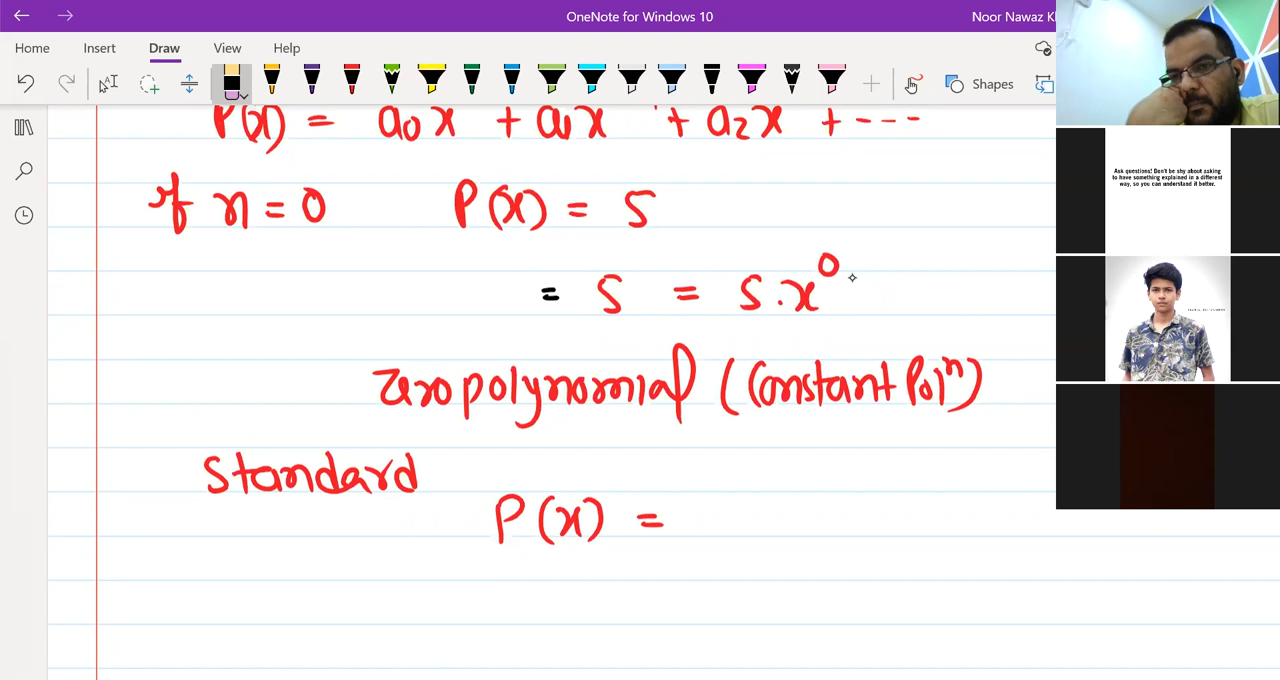 OneNote for Windows 10
Noor Nawaz Kh
Home Insert Draw View Help
Shapes
P(x) = a₀x + a₁x + a₂x + ---
if n = 0 P(x) = 5
= 5 = 5.x⁰
Zero polynomial (Constant Polⁿ)
Standard
P(x) =
Ask questions! Don't be shy about asking
to have something explained in a different
way, so you can understand it better.